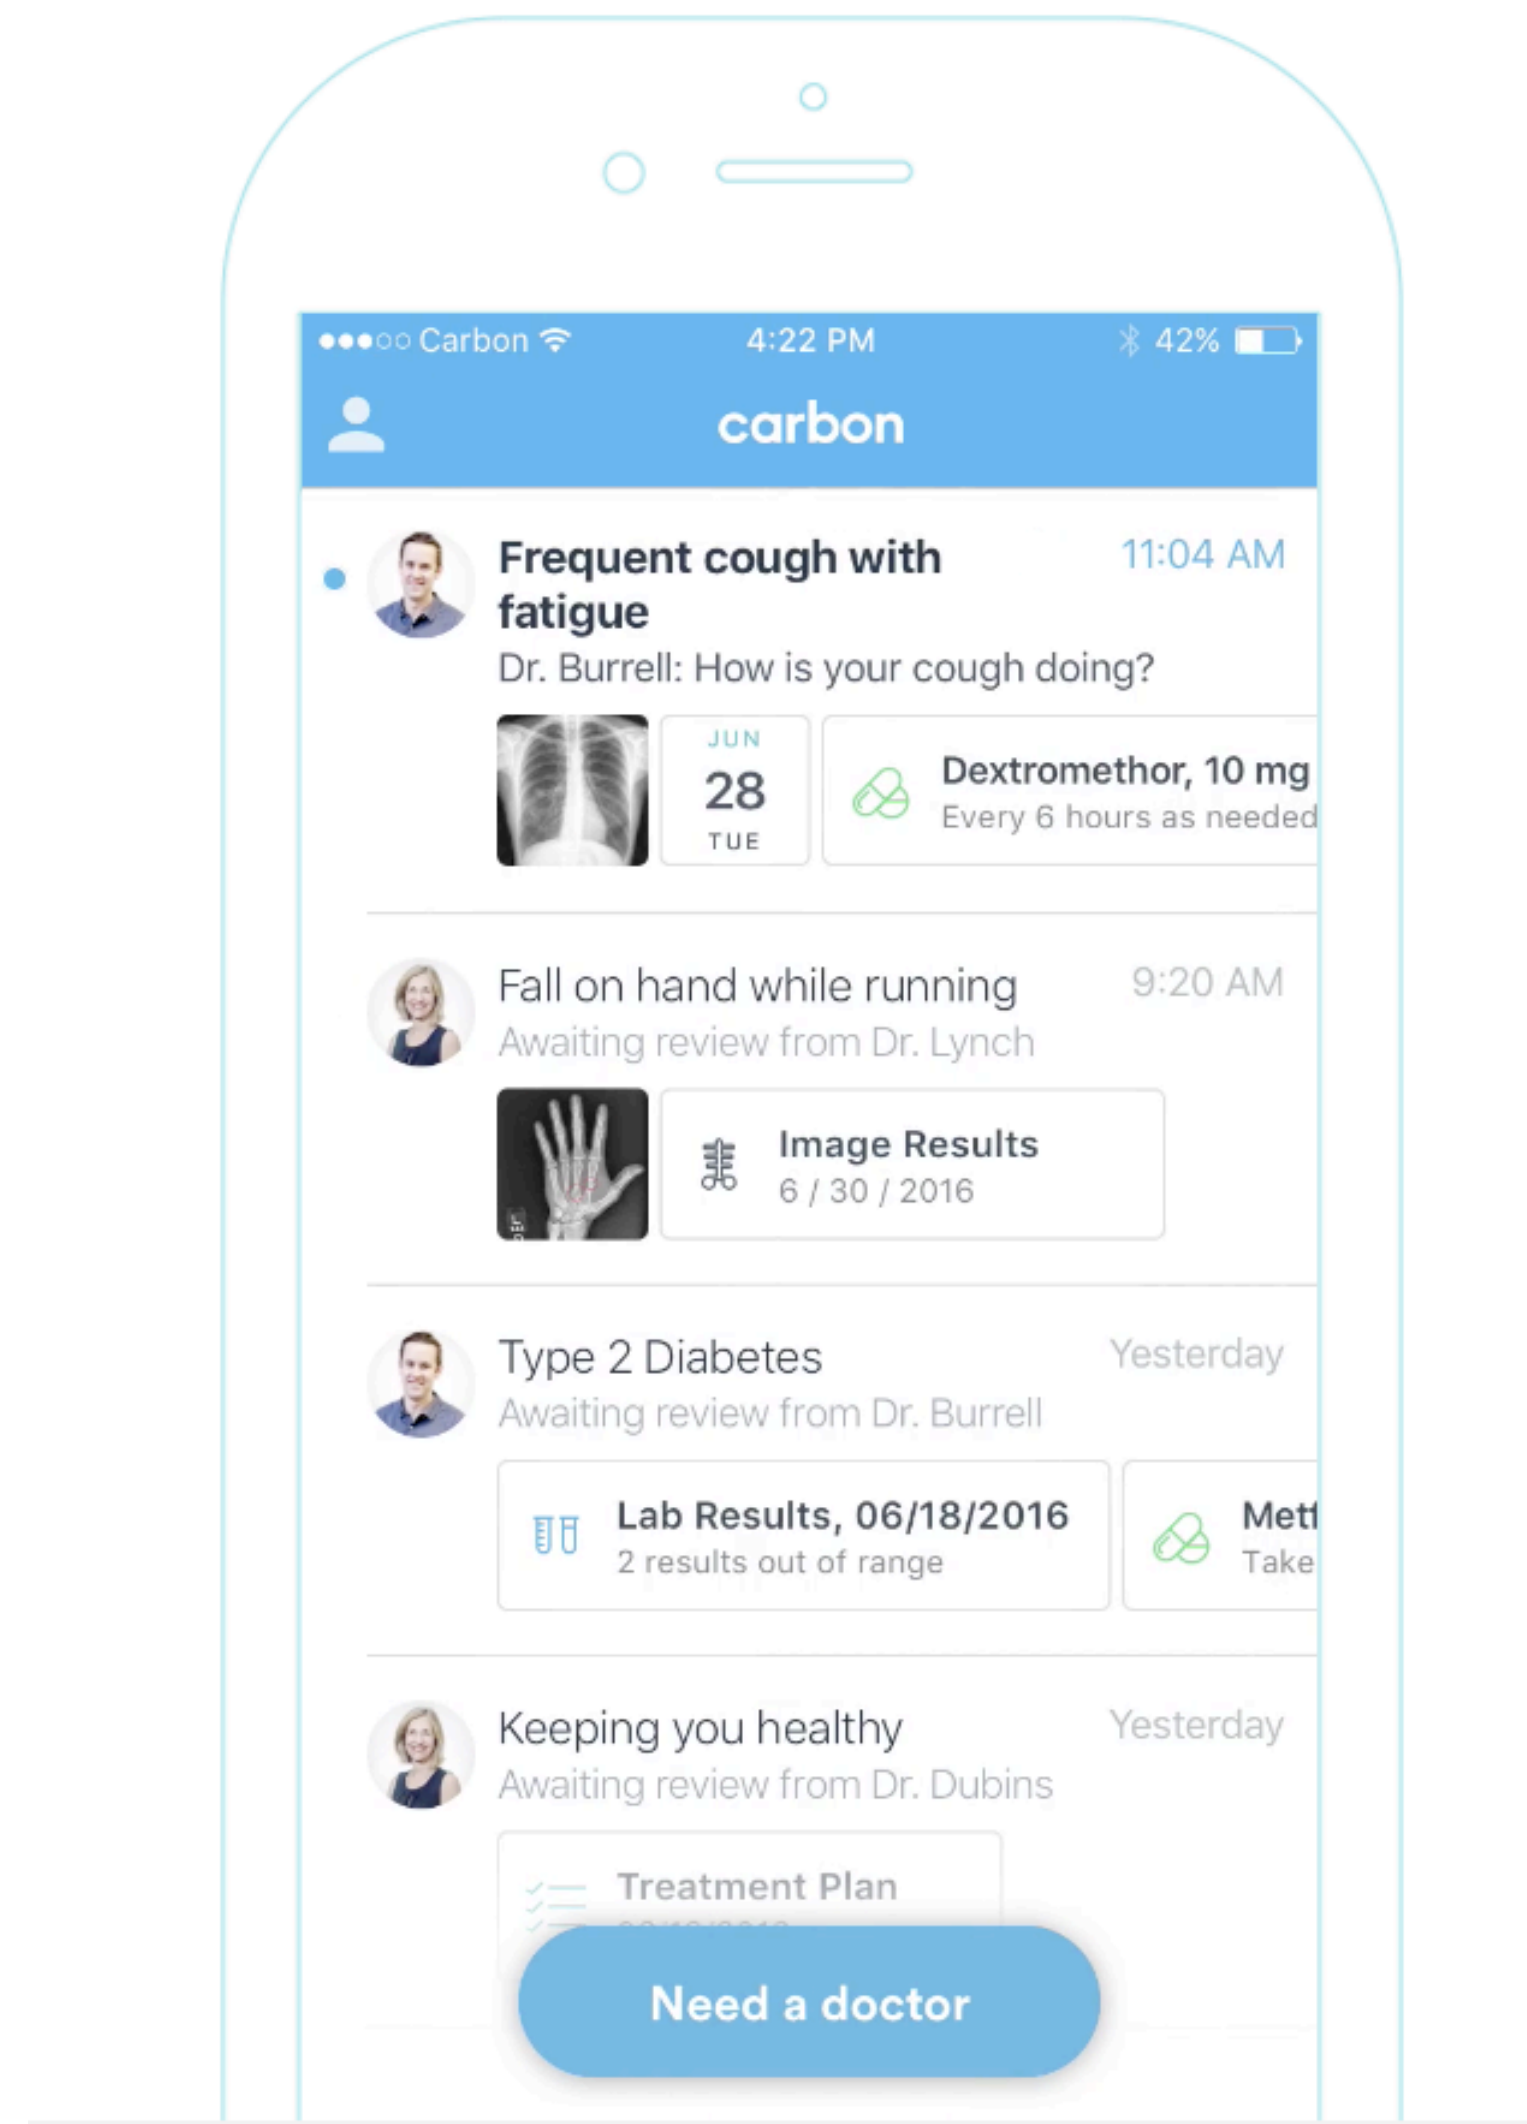 Carbon 4:22 PM 42%
carbon
Frequent cough with 11:04 AM
fatigue
Dr. Burrell: How is your cough doing?
JUN
28
TUE
Dextromethor, 10 mg
Every 6 hours as needed
Fall on hand while running 9:20 AM
Awaiting review from Dr. Lynch
Image Results
6 / 30 / 2016
Type 2 Diabetes Yesterday
Awaiting review from Dr. Burrell
Lab Results, 06/18/2016
2 results out of range
Take
Keeping you healthy Yesterday
Awaiting review from Dr. Dubins
Treatment Plan
Need a doctor